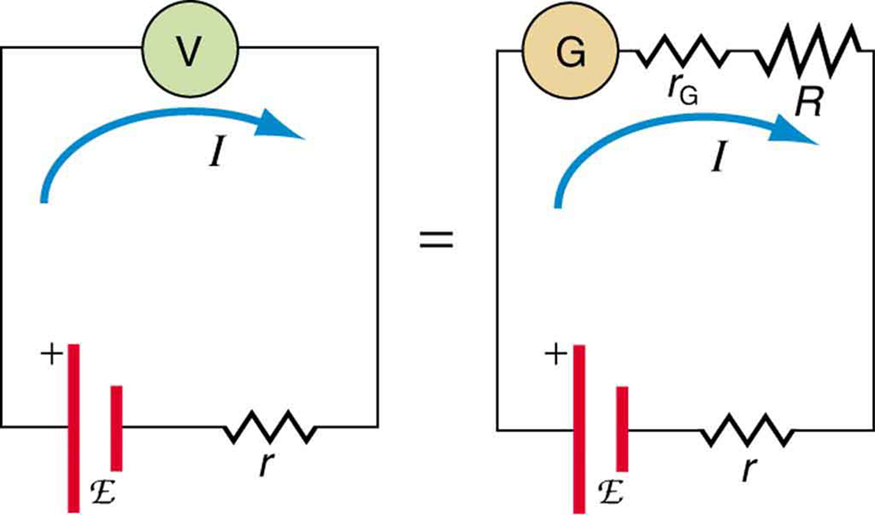 V
I
+
ℰ
r
=
G
r_G
R
I
+
ℰ
r